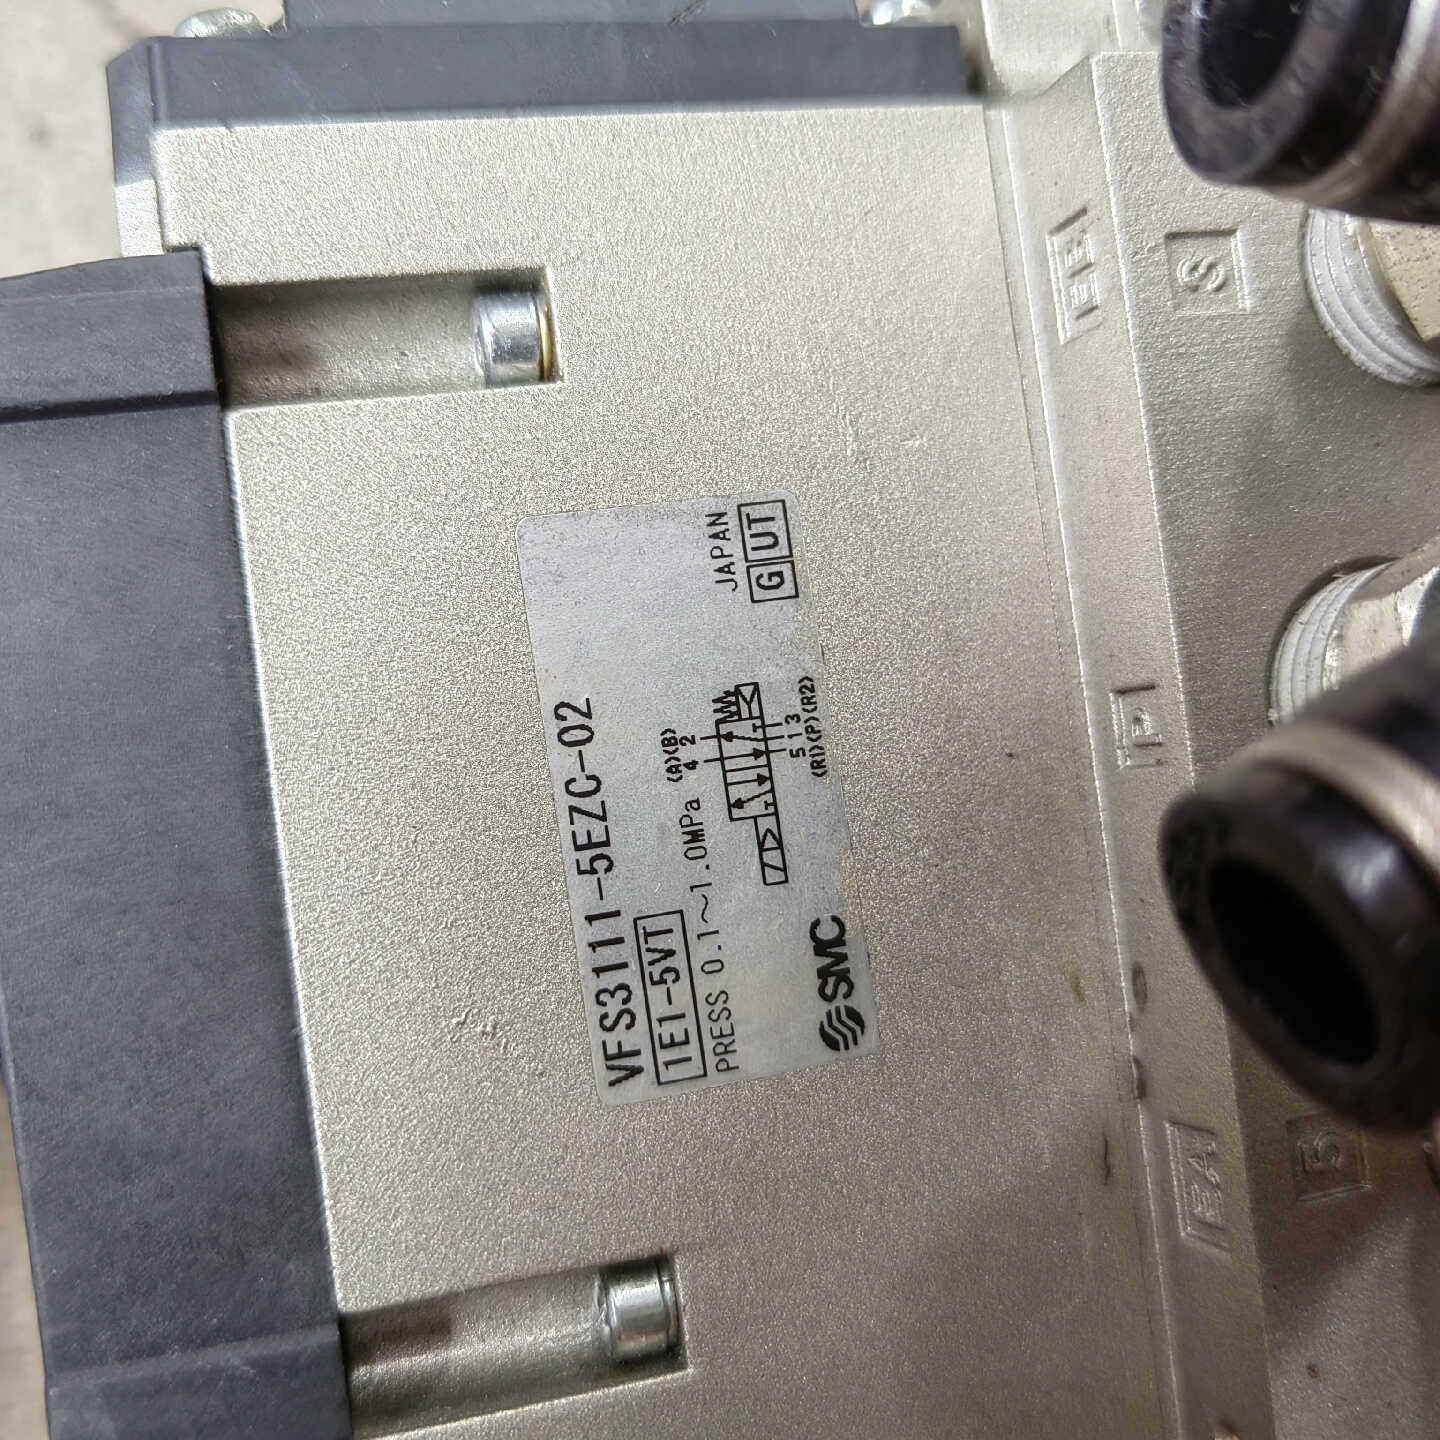 VFS3111-5EZC-02
1E1-5VT
PRESS 0.1~1.0MPa
(A)(B)
4 2
5 1 3
(R1)(P)(R2)
SMC
JAPAN
G UT
EA
P
EB
5